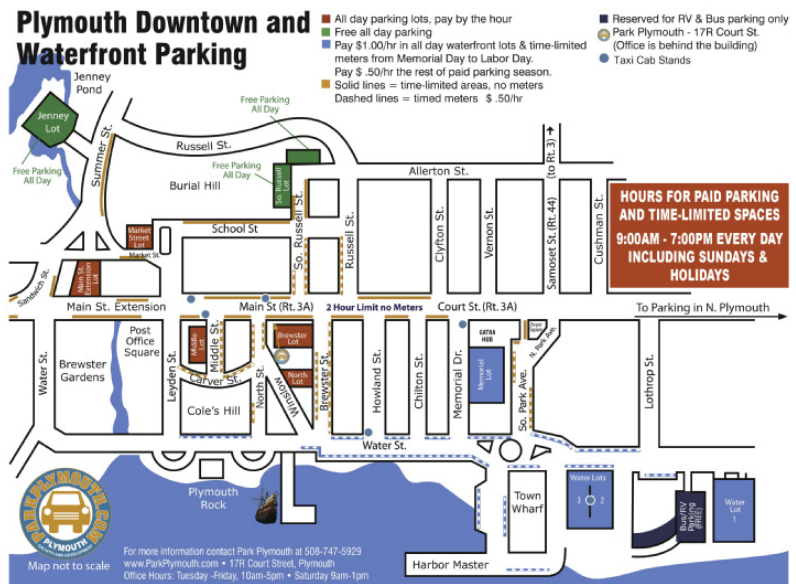 Plymouth Downtown and
Waterfront Parking
All day parking lots, pay by the hour
Free all day parking
Pay $1.00/hr in all day waterfront lots & time-limited
meters from Memorial Day to Labor Day.
Pay $ .50/hr the rest of paid parking season.
Solid lines = time-limited areas, no meters
Dashed lines = timed meters $ .50/hr
Reserved for RV & Bus parking only
Park Plymouth - 17R Court St.
(Office is behind the building)
Taxi Cab Stands
Jenney
Pond
Jenney
Lot
Free Parking
All Day
Summer St.
Russell St.
Free Parking
All Day
Free Parking
All Day
So. Russell
Lot
Burial Hill
Allerton St.
(to Rt. 3)
School St
Market
Street
Lot
Market St.
So. Russell St.
Russell St.
Clyfton St.
Vernon St.
Samoset St. (Rt. 44)
Cushman St.
HOURS FOR PAID PARKING
AND TIME-LIMITED SPACES
9:00AM - 7:00PM EVERY DAY
INCLUDING SUNDAYS &
HOLIDAYS
Sandwich St.
Main St.
Extension
Lot
Main St. Extension
Main St (Rt. 3A)
2 Hour Limit no Meters
Court St. (Rt. 3A)
To Parking in N. Plymouth
Water St.
Brewster
Gardens
Post
Office
Square
Leyden St.
Middle
Lot
Middle St.
Carver St.
Cole's Hill
North St.
Brewster
Lot
North
Lot
Winslow
Brewster St.
Howland St.
Chilton St.
Memorial Dr.
GATRA
HUB
Memorial
Lot
So. Park Ave.
N. Park Ave.
Lothrop St.
Water St.
Plymouth
Rock
Town
Wharf
Water Lots
3
2
Bus/RV
Parking
(FREE)
Water
Lot
1
Harbor Master
PARKPLYMOUTH.COM
PLYMOUTH
Map not to scale
For more information contact Park Plymouth at 508-747-5929
www.ParkPlymouth.com • 17R Court Street, Plymouth
Office Hours: Tuesday -Friday, 10am-5pm • Saturday 9am-1pm